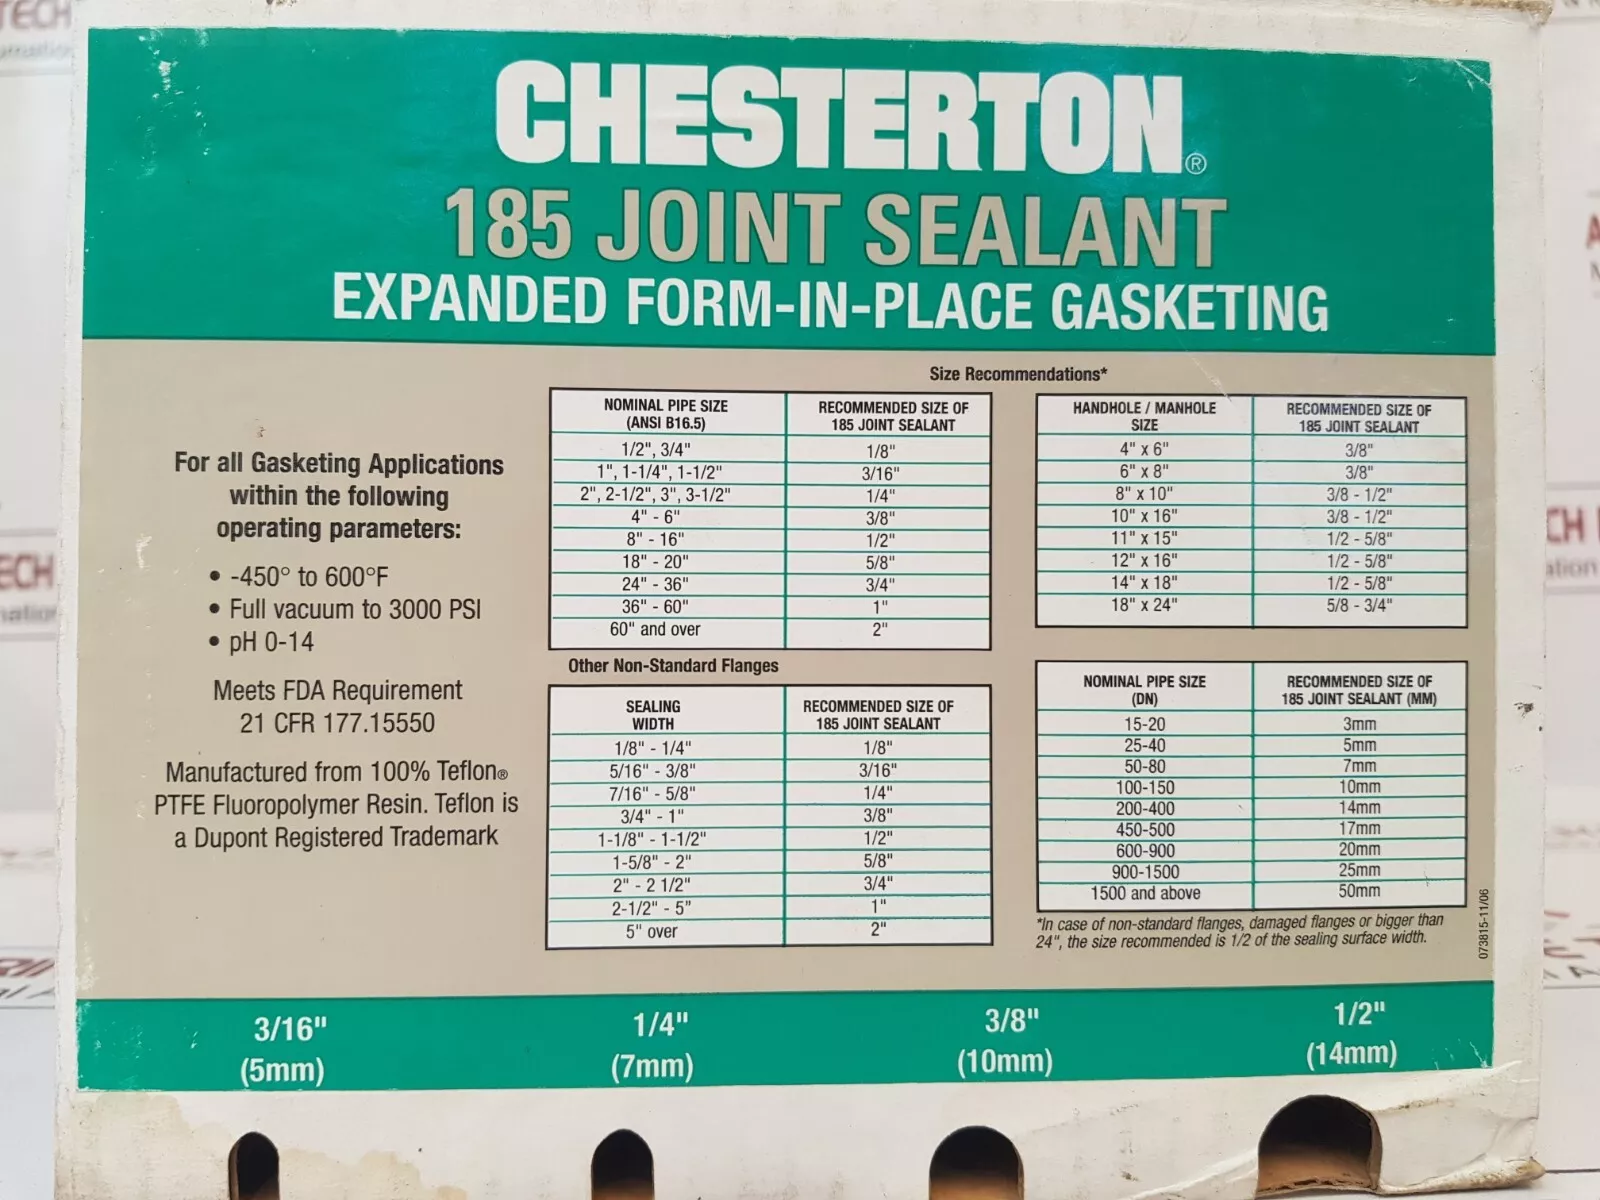 CHESTERTON®
185 JOINT SEALANT
EXPANDED FORM-IN-PLACE GASKETING
For all Gasketing Applications
within the following
operating parameters:
• -450° to 600°F
• Full vacuum to 3000 PSI
• pH 0-14
Meets FDA Requirement
21 CFR 177.15550
Manufactured from 100% Teflon®
PTFE Fluoropolymer Resin. Teflon is
a Dupont Registered Trademark
Size Recommendations*
NOMINAL PIPE SIZE RECOMMENDED SIZE OF
(ANSI B16.5) 185 JOINT SEALANT
1/2", 3/4" 1/8"
1", 1-1/4", 1-1/2" 3/16"
2", 2-1/2", 3", 3-1/2" 1/4"
4" - 6" 3/8"
8" - 16" 1/2"
18" - 20" 5/8"
24" - 36" 3/4"
36" - 60" 1"
60" and over 2"
Other Non-Standard Flanges
SEALING RECOMMENDED SIZE OF
WIDTH 185 JOINT SEALANT
1/8" - 1/4" 1/8"
5/16" - 3/8" 3/16"
7/16" - 5/8" 1/4"
3/4" - 1" 3/8"
1-1/8" - 1-1/2" 1/2"
1-5/8" - 2" 5/8"
2" - 2 1/2" 3/4"
2-1/2" - 5" 1"
5" over 2"
HANDHOLE / MANHOLE RECOMMENDED SIZE OF
SIZE 185 JOINT SEALANT
4" x 6" 3/8"
6" x 8" 3/8"
8" x 10" 3/8 - 1/2"
10" x 16" 3/8 - 1/2"
11" x 15" 1/2 - 5/8"
12" x 16" 1/2 - 5/8"
14" x 18" 1/2 - 5/8"
18" x 24" 5/8 - 3/4"
NOMINAL PIPE SIZE RECOMMENDED SIZE OF
(DN) 185 JOINT SEALANT (MM)
15-20 3mm
25-40 5mm
50-80 7mm
100-150 10mm
200-400 14mm
450-500 17mm
600-900 20mm
900-1500 25mm
1500 and above 50mm
*In case of non-standard flanges, damaged flanges or bigger than
24", the size recommended is 1/2 of the sealing surface width.
073815-11/06
3/16" 1/4" 3/8" 1/2"
(5mm) (7mm) (10mm) (14mm)